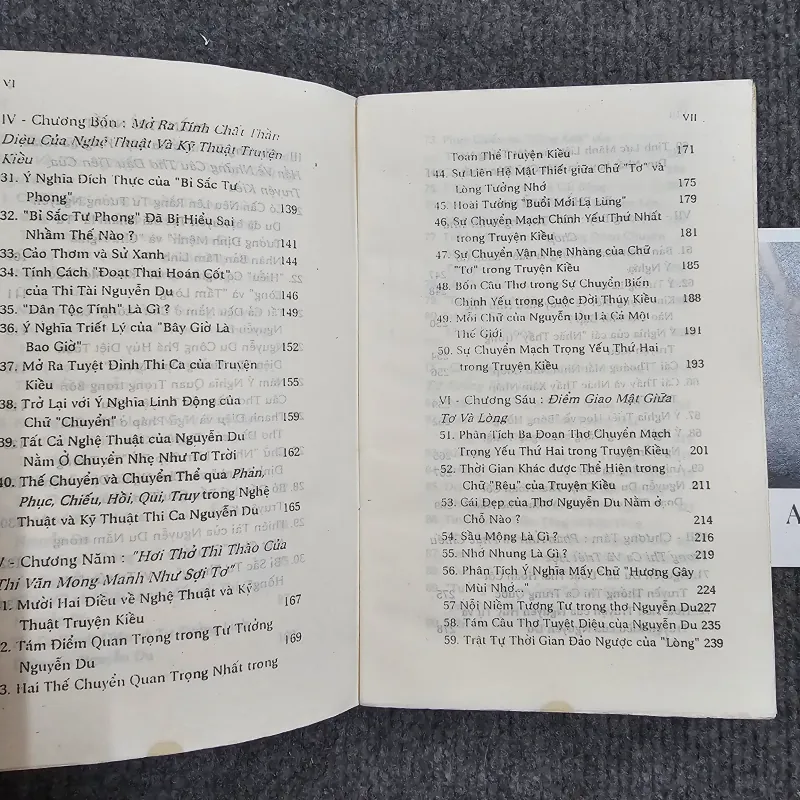 VI
IV - Chương Bốn : Mở Ra Tính Chất Thần
Diệu Của Nghệ Thuật Và Kỹ Thuật Truyện
Kiều
31. Ý Nghĩa Đích Thực của "Bỉ Sắc Tư
Phong" 139
32. "Bỉ Sắc Tư Phong" Đã Bị Hiểu Sai
Nhầm Thế Nào ? 141
33. Cảo Thơm và Sử Xanh 144
34. Tính Cách "Đoạt Thai Hoán Cốt"
của Thi Tài Nguyễn Du 146
35. "Dân Tộc Tính" Là Gì ? 149
36. Ý Nghĩa Triết Lý của "Bây Giờ Là
Bao Giờ" 152
37. Mở Ra Tuyệt Đỉnh Thi Ca của Truyện
Kiều 155
38. Trở Lại với Ý Nghĩa Linh Động của
Chữ "Chuyển" 159
39. Tất Cả Nghệ Thuật của Nguyễn Du
Nằm Ở Chuyển Nhẹ Như Tơ Trời 162
40. Thế Chuyển và Chuyển Thể qua Phản,
Phục, Chiếu, Hồi, Qúi, Truy trong Nghệ
Thuật và Kỹ Thuật Thi Ca Nguyễn Du 165
V - Chương Năm : "Hơi Thở Thì Thào Của
Thi Văn Mong Manh Như Sợi Tơ"
1. Mười Hai Điều về Nghệ Thuật và Kỹ
Thuật Truyện Kiều 167
2. Tám Điểm Quan Trọng trong Tư Tưởng
Nguyễn Du 169
3. Hai Thế Chuyển Quan Trọng Nhất trong
VII
Toàn Thể Truyện Kiều 171
44. Sự Liên Hệ Mật Thiết giữa Chữ "Tơ" và
Lòng Tưởng Nhớ 175
45. Hoài Tưởng "Buổi Mới Lạ Lùng" 179
46. Sự Chuyển Mạch Chính Yếu Thứ Nhất
trong Truyện Kiều 181
47. Sự Chuyển Vận Nhẹ Nhàng của Chữ
"Tơ" trong Truyện Kiều 185
48. Bốn Câu Thơ trong Sự Chuyển Biến
Chính Yếu trong Cuộc Đời Thúy Kiều 188
49. Mỗi Chữ của Nguyễn Du Là Cả Một
Thế Giới 191
50. Sự Chuyển Mạch Trọng Yếu Thứ Hai
trong Truyện Kiều 193
VI - Chương Sáu : Điểm Giao Mật Giữa
Tơ Và Lòng
51. Phân Tích Ba Đoạn Thơ Chuyển Mạch
Trọng Yếu Thứ Hai trong Truyện Kiều 201
52. Thời Gian Khác được Thể Hiện trong
Chữ "Rêu" của Truyện Kiều 211
53. Cái Đẹp của Thơ Nguyễn Du Nằm ở
Chỗ Nào ? 214
54. Sầu Mộng Là Gì ? 216
55. Nhớ Nhung Là Gì ? 219
56. Phân Tích Ý Nghĩa Mấy Chữ "Hương Gây
Mùi Nhớ..." 224
57 Nỗi Niềm Tương Tư trong thơ Nguyễn Du227
58. Tám Câu Thơ Tuyệt Diệu của Nguyễn Du 235
59. Trật Tự Thời Gian Đảo Ngược của "Lòng" 239
A